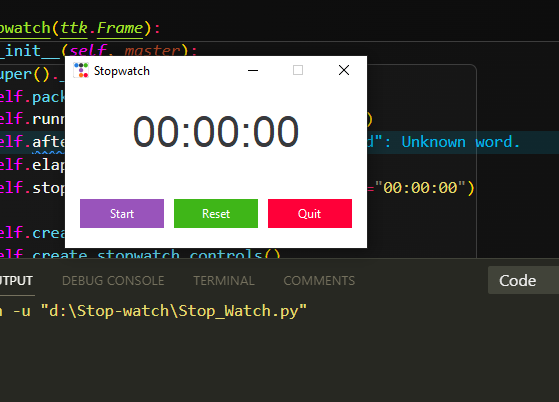 pwatch(ttk.Frame):
_init__(self, master):
uper()._
elf.pack
elf.runn )
elf.afte d": Unknown word.
elf.elap
elf.stop ="00:00:00")
elf.crea
elf.create_stopwatch_controls()
Stopwatch
00:00:00
Start Reset Quit
OUTPUT DEBUG CONSOLE TERMINAL COMMENTS Code
n -u "d:\Stop-watch\Stop_Watch.py"